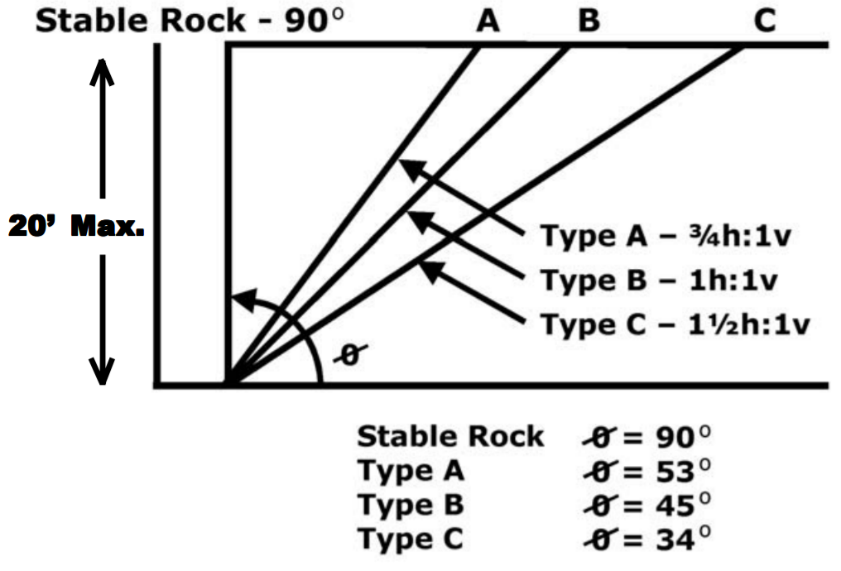 Stable Rock - 90° A B C
20’ Max.
Type A – ¾h:1v
Type B – 1h:1v
Type C – 1½h:1v
θ
Stable Rock θ = 90°
Type A θ = 53°
Type B θ = 45°
Type C θ = 34°